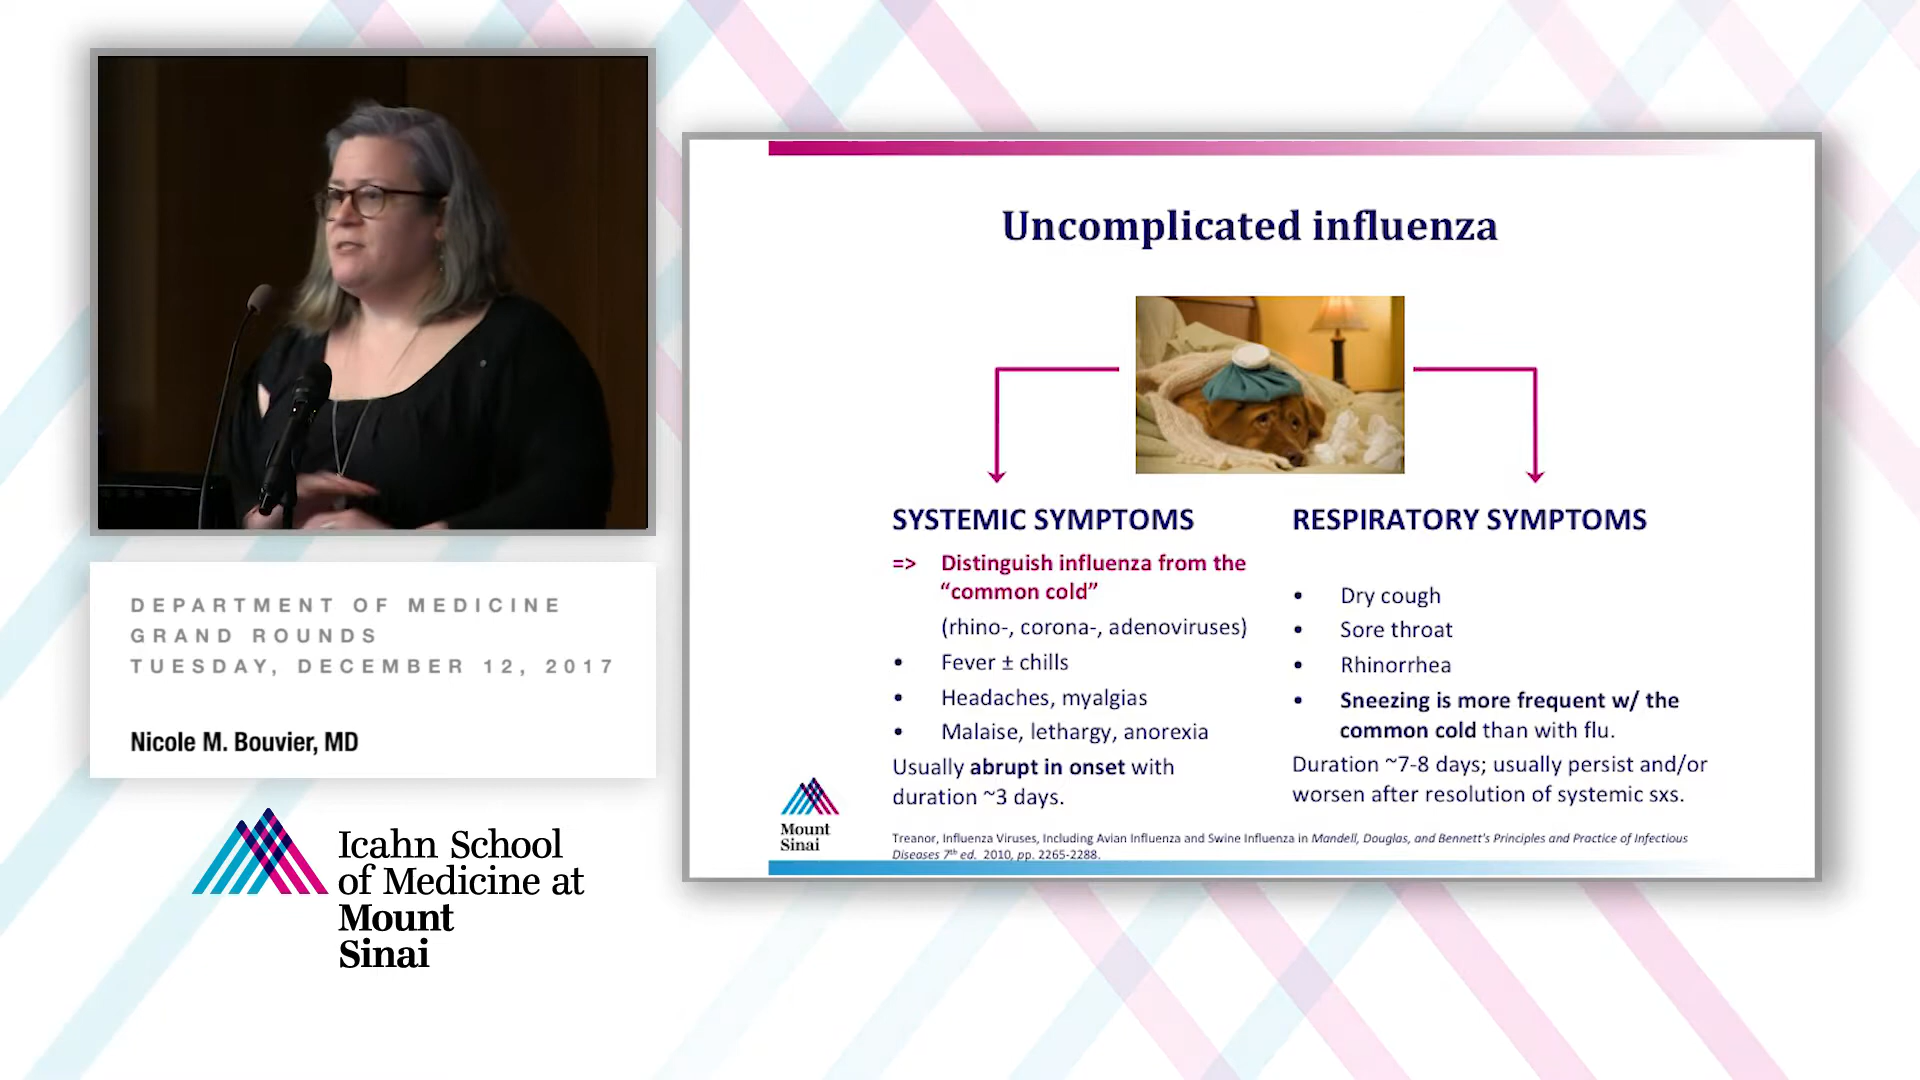 DEPARTMENT OF MEDICINE
GRAND ROUNDS
TUESDAY, DECEMBER 12, 2017
Nicole M. Bouvier, MD
Icahn School
of Medicine at
Mount
Sinai
Uncomplicated influenza
SYSTEMIC SYMPTOMS
=> Distinguish influenza from the
“common cold”
(rhino-, corona-, adenoviruses)
• Fever ± chills
• Headaches, myalgias
• Malaise, lethargy, anorexia
Usually abrupt in onset with
duration ~3 days.
RESPIRATORY SYMPTOMS
• Dry cough
• Sore throat
• Rhinorrhea
• Sneezing is more frequent w/ the
common cold than with flu.
Duration ~7-8 days; usually persist and/or
worsen after resolution of systemic sxs.
Mount
Sinai
Treanor, Influenza Viruses, Including Avian Influenza and Swine Influenza in Mandell, Douglas, and Bennett's Principles and Practice of Infectious
Diseases 7th ed. 2010, pp. 2265-2288.